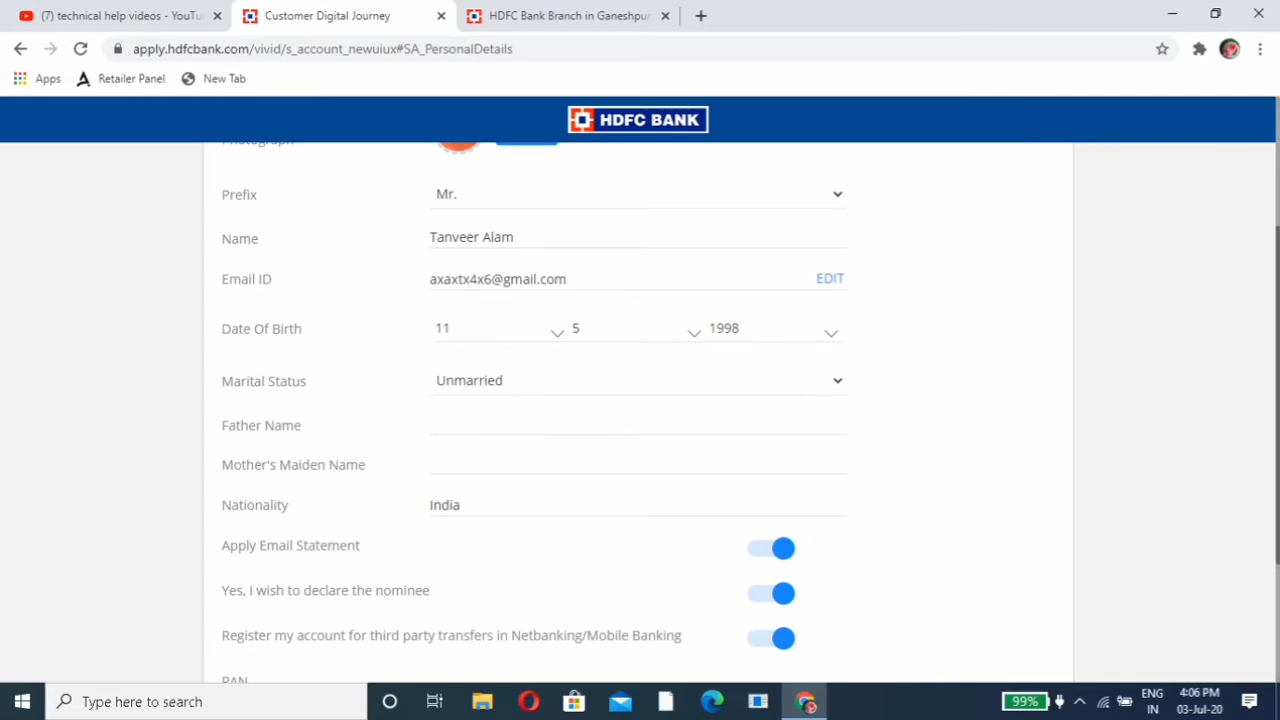 (7) technical help videos - YouTu
Customer Digital Journey
HDFC Bank Branch in Ganeshpur
apply.hdfcbank.com/vivid/s_account_newuiux#SA_PersonalDetails
Apps
Retailer Panel
New Tab
HDFC BANK
Photograph
Prefix
Mr.
Name
Tanveer Alam
Email ID
axaxtx4x6@gmail.com
EDIT
Date Of Birth
11
5
1998
Marital Status
Unmarried
Father Name
Mother's Maiden Name
Nationality
India
Apply Email Statement
Yes, I wish to declare the nominee
Register my account for third party transfers in Netbanking/Mobile Banking
PAN
Type here to search
99%
ENG
IN
4:06 PM
03-Jul-20